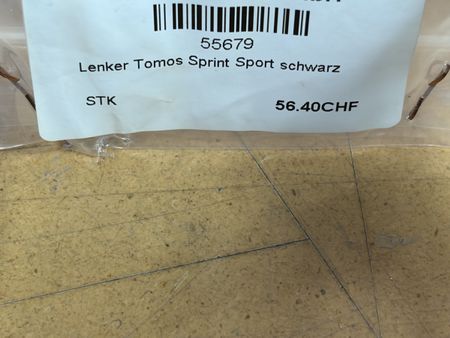 55679
Lenker Tomos Sprint Sport schwarz
STK 56.40CHF